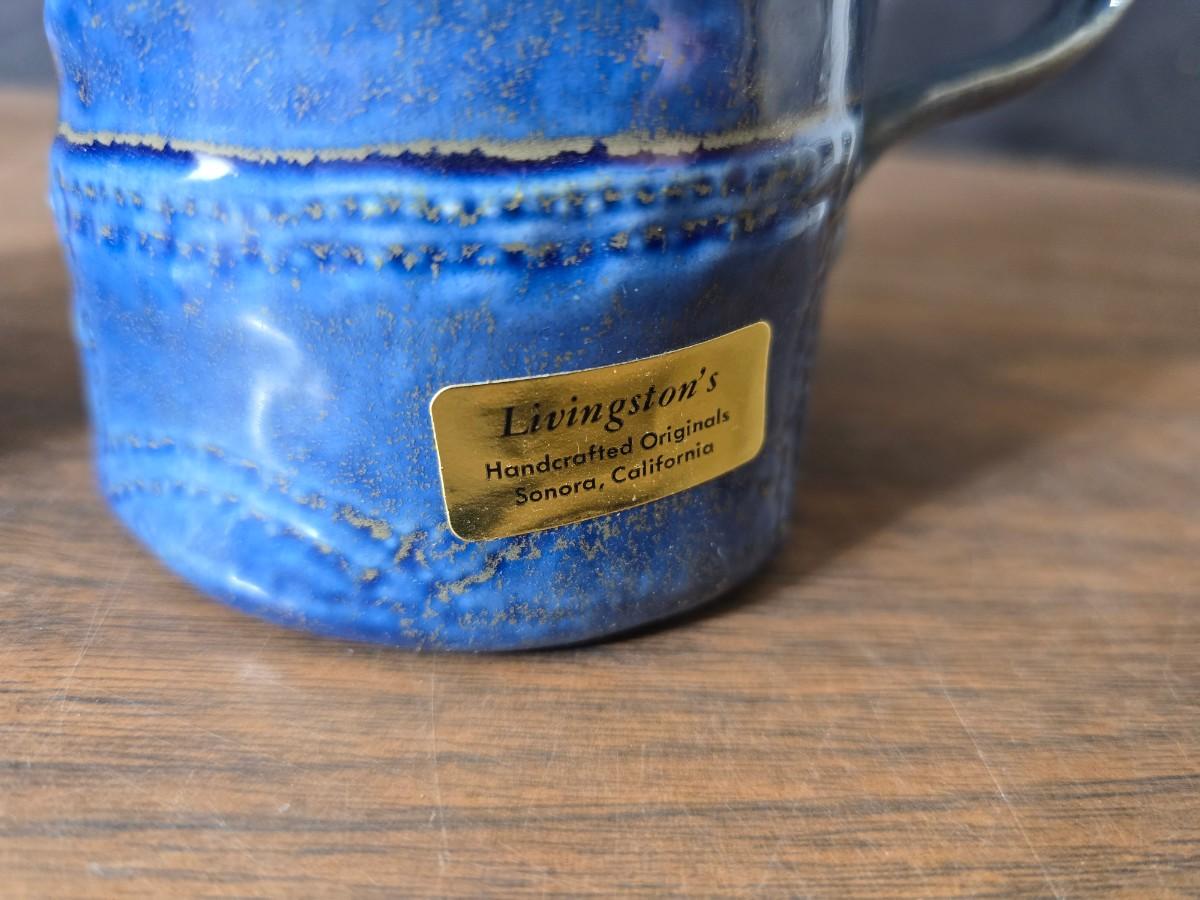 Livingston's
Handcrafted Originals
Sonora, California